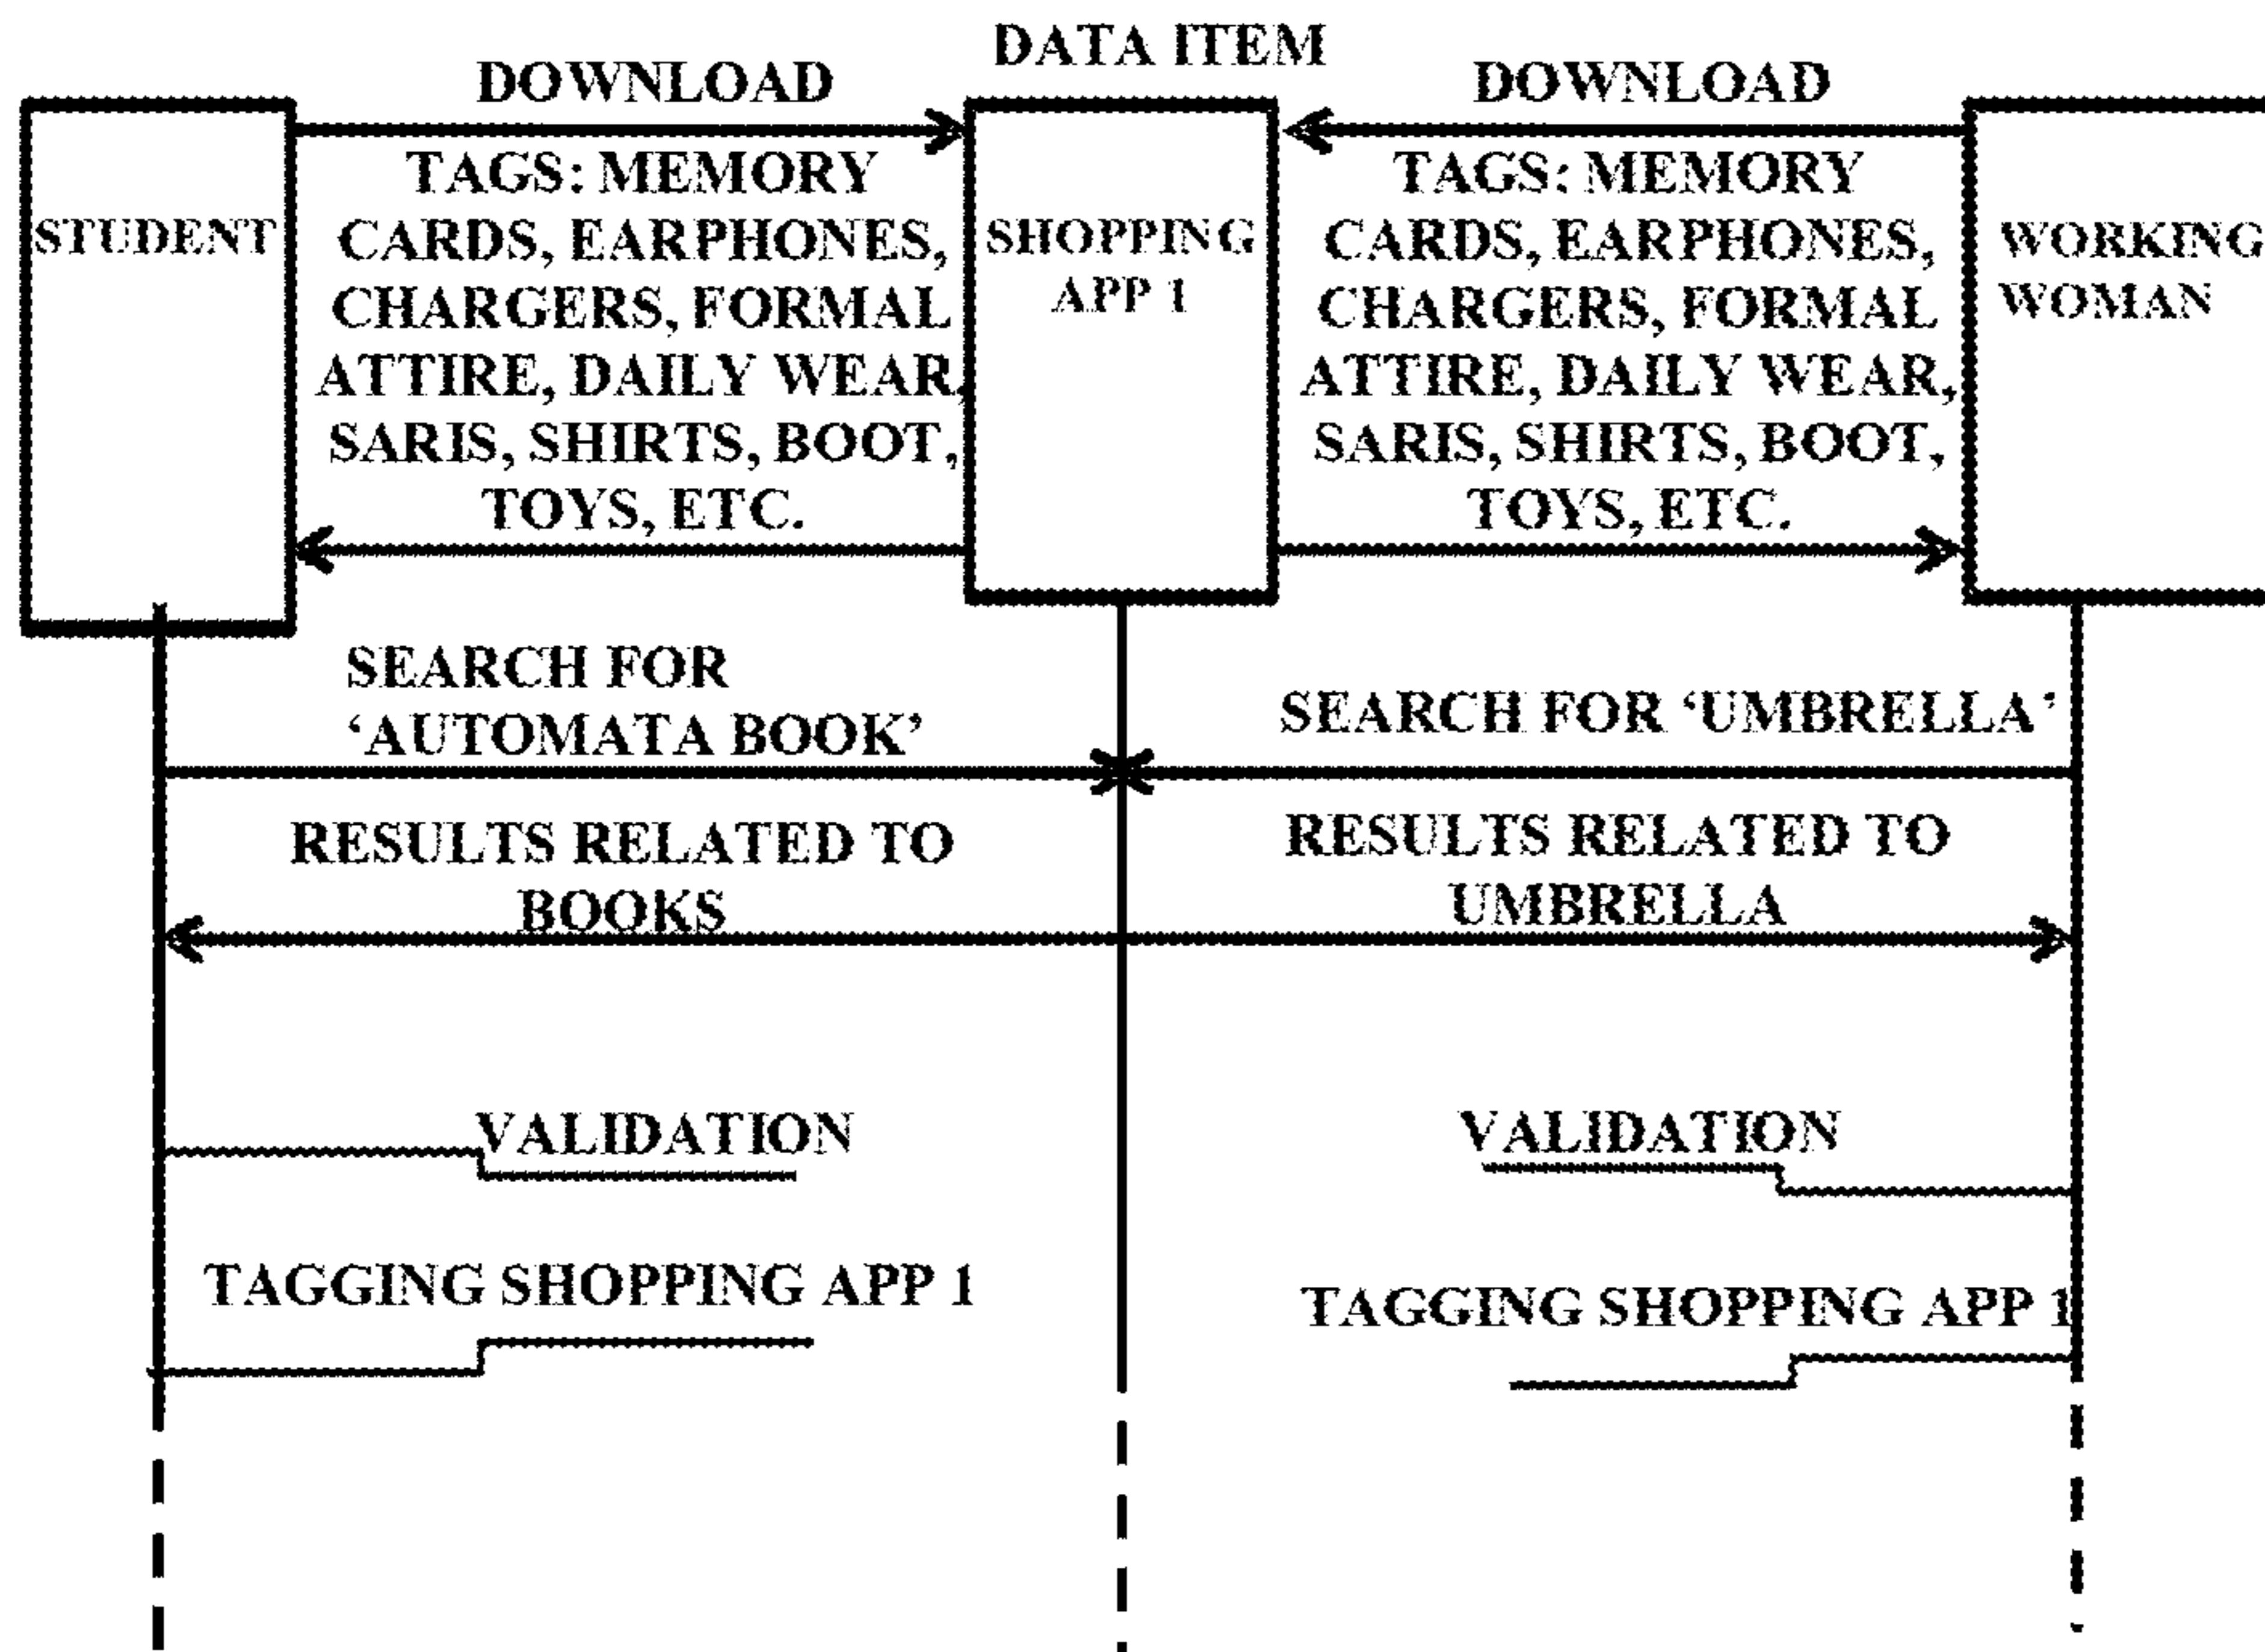 DATA ITEM
DOWNLOAD
DOWNLOAD
STUDENT
TAGS: MEMORY
CARDS, EARPHONES,
CHARGERS, FORMAL
ATTIRE, DAILY WEAR,
SARIS, SHIRTS, BOOT,
TOYS, ETC.
SHOPPING
APP 1
TAGS: MEMORY
CARDS, EARPHONES,
CHARGERS, FORMAL
ATTIRE, DAILY WEAR,
SARIS, SHIRTS, BOOT,
TOYS, ETC.
WORKING
WOMAN
SEARCH FOR
‘AUTOMATA BOOK’
SEARCH FOR ‘UMBRELLA’
RESULTS RELATED TO
BOOKS
RESULTS RELATED TO
UMBRELLA
VALIDATION
VALIDATION
TAGGING SHOPPING APP 1
TAGGING SHOPPING APP 1